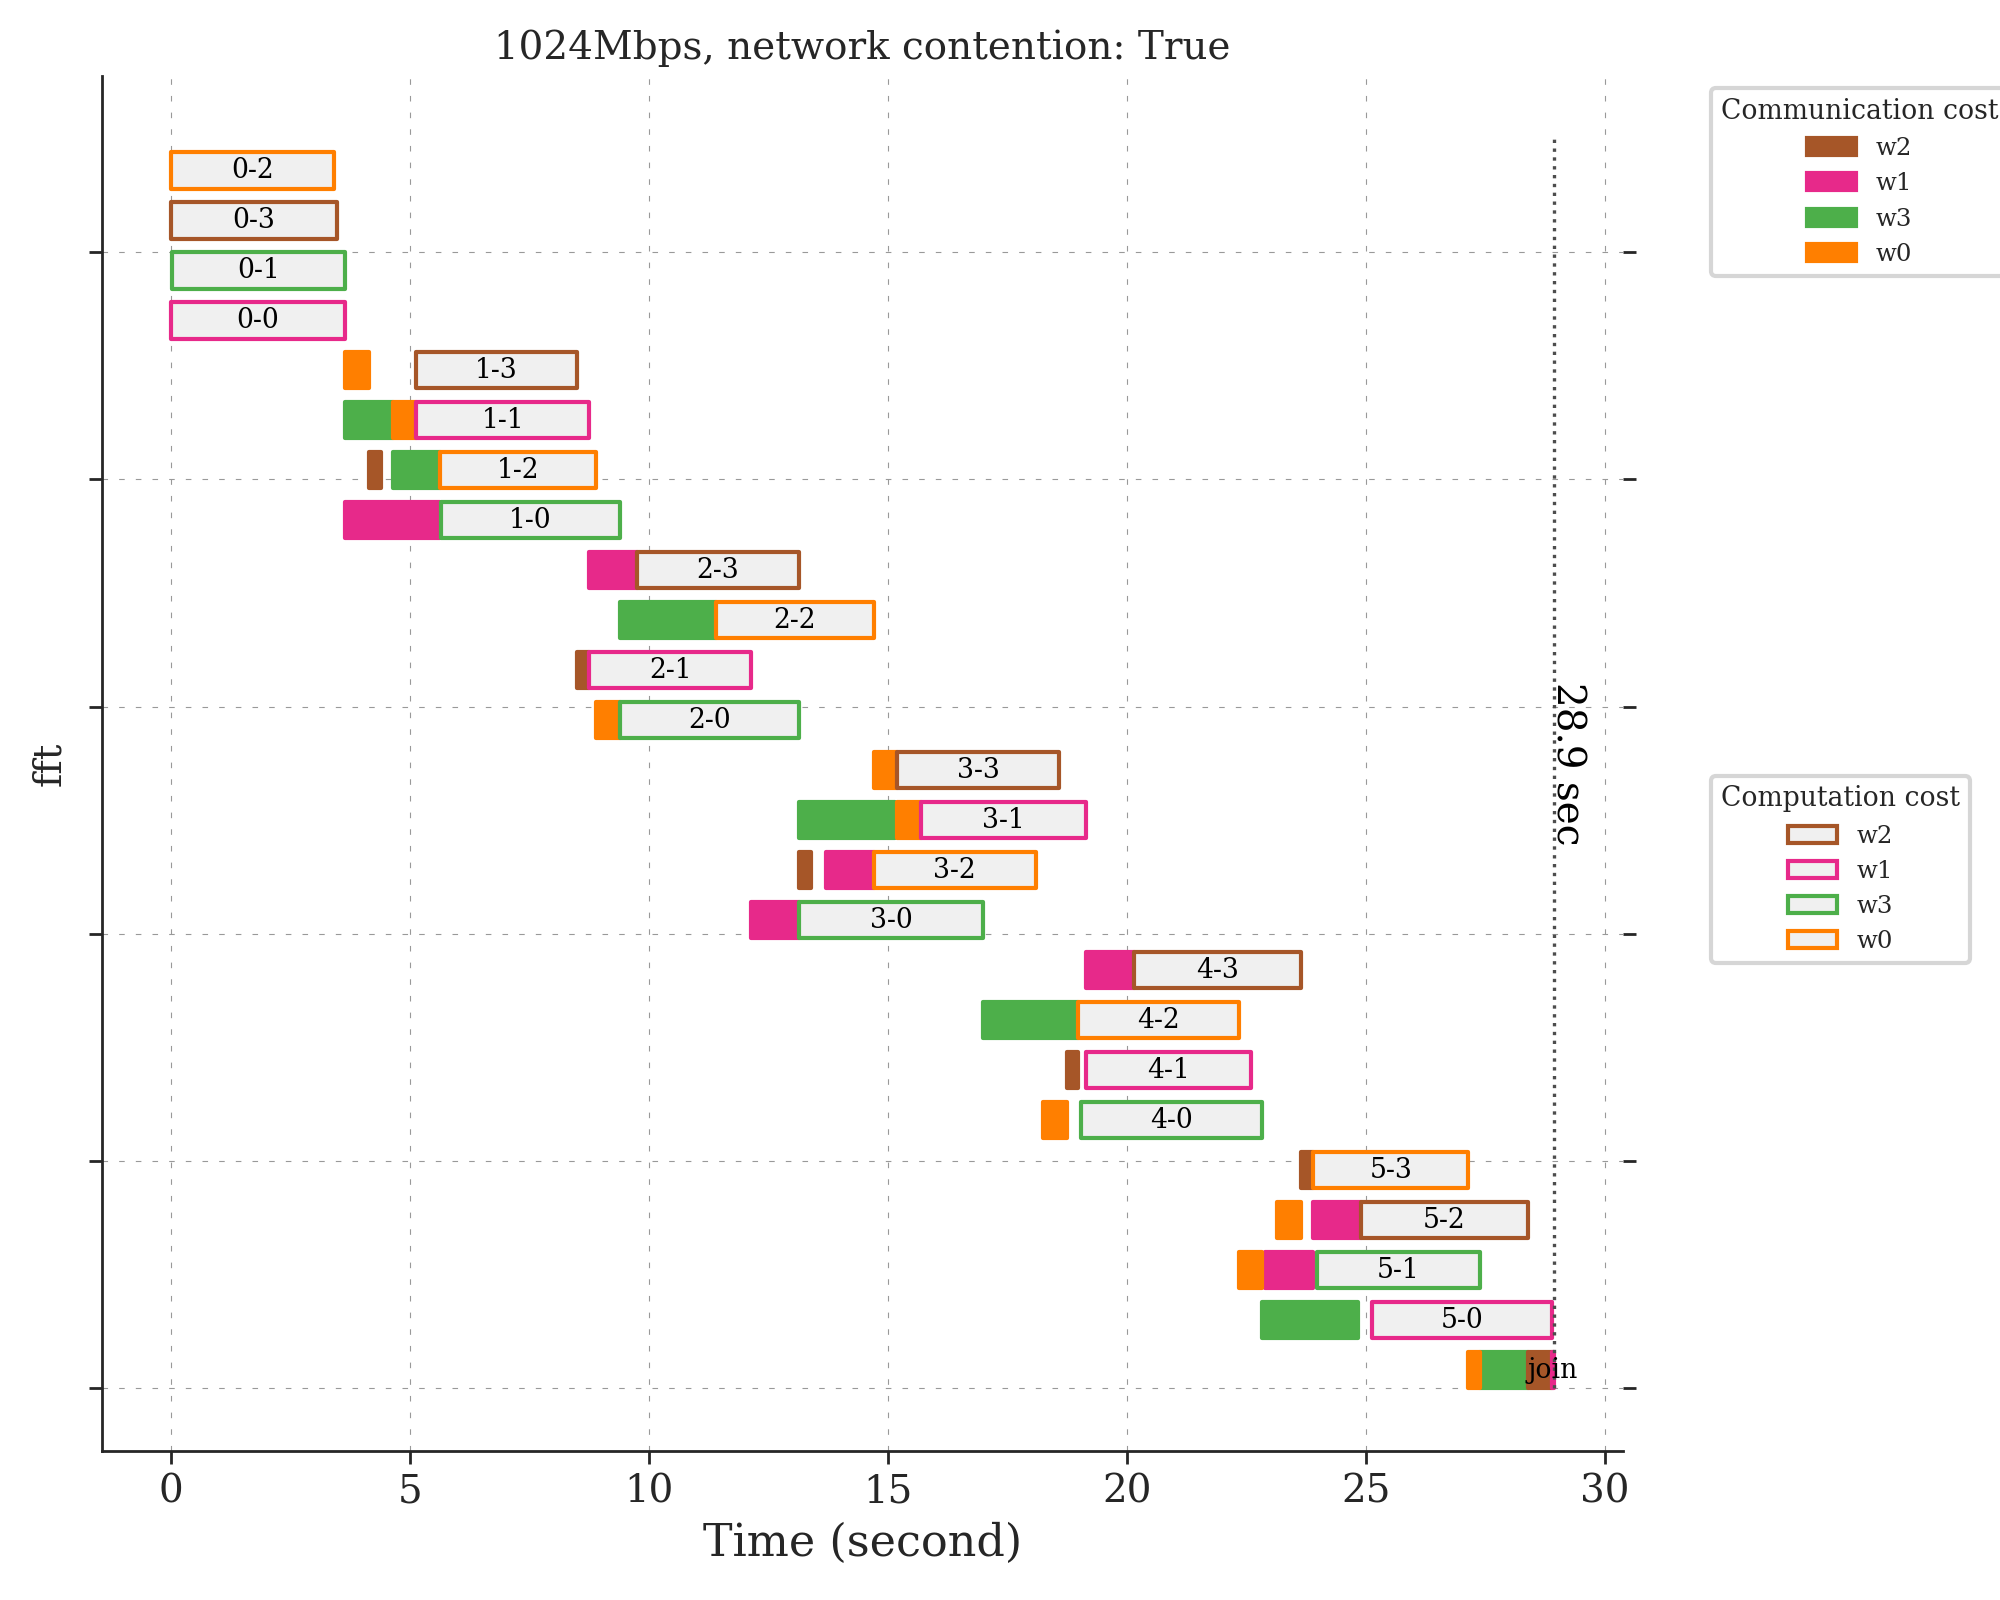 1024Mbps, network contention: True
Communication cost
w2
w1
w3
w0
0-2
0-3
0-1
0-0
1-3
1-1
1-2
1-0
2-3
2-2
2-1
2-0
3-3
3-1
3-2
3-0
4-3
4-2
4-1
4-0
5-3
5-2
5-1
5-0
join
28.9 sec
fft
Computation cost
w2
w1
w3
w0
0
5
10
15
20
25
30
Time (second)